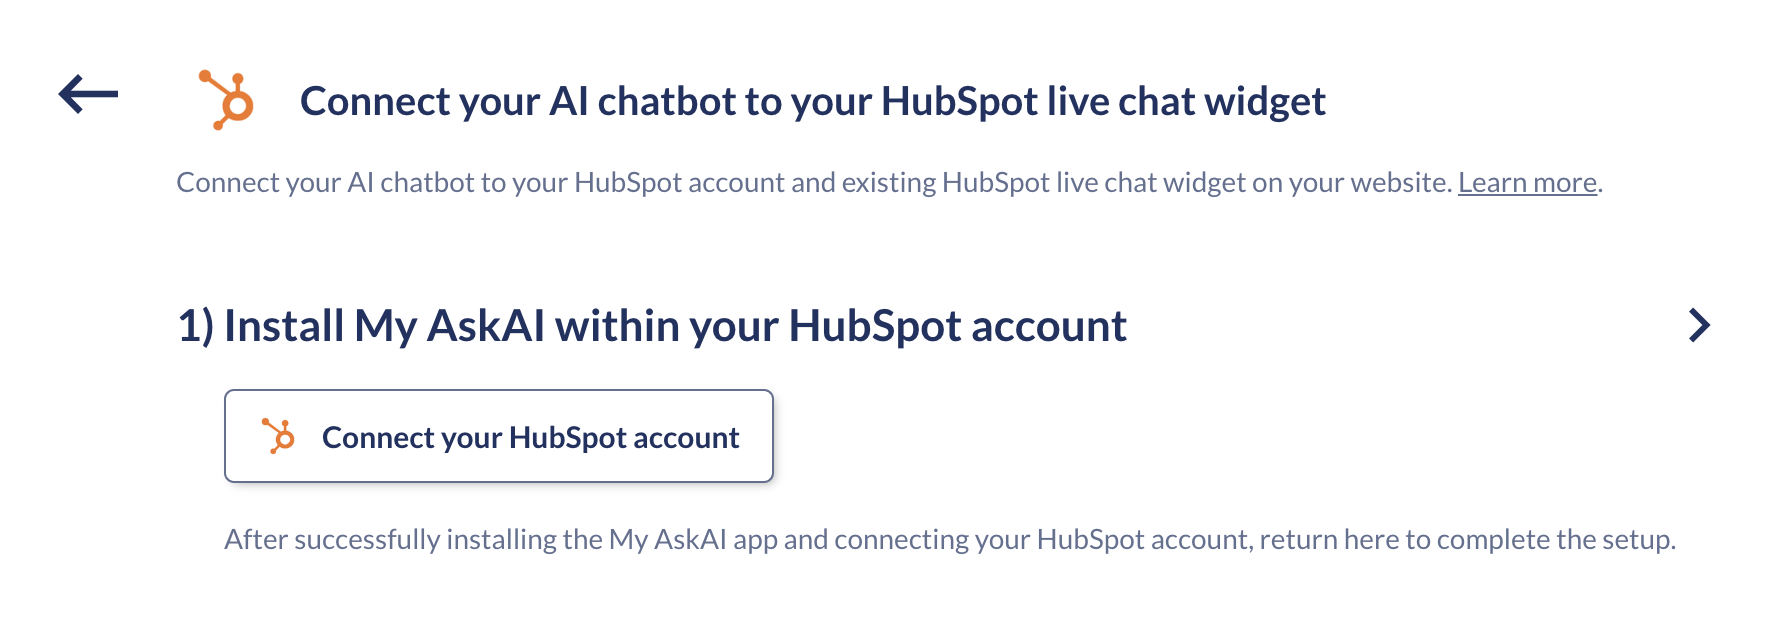 Connect your AI chatbot to your HubSpot live chat widget
Connect your AI chatbot to your HubSpot account and existing HubSpot live chat widget on your website. Learn more.
1) Install My AskAI within your HubSpot account
Connect your HubSpot account
After successfully installing the My AskAI app and connecting your HubSpot account, return here to complete the setup.